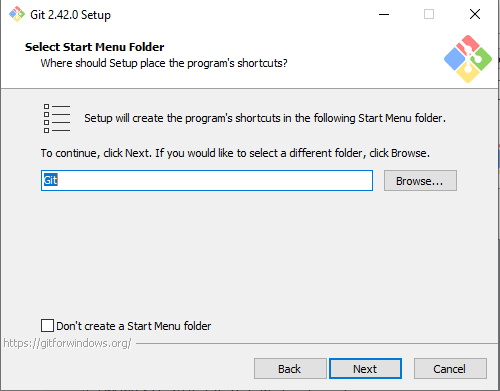 Git 2.42.0 Setup
Select Start Menu Folder
Where should Setup place the program's shortcuts?
Setup will create the program's shortcuts in the following Start Menu folder.
To continue, click Next. If you would like to select a different folder, click Browse.
Git
Browse...
Don't create a Start Menu folder
https://gitforwindows.org/
Back
Next
Cancel